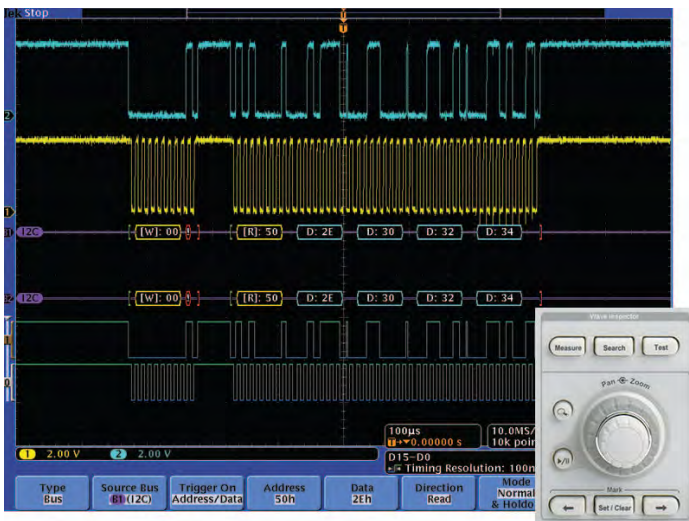 Tek Stop
T
T
2
1
B1 I2C [W]: 00 ! [R]: 50 D: 2E D: 30 D: 32 D: 34
B2 I2C [W]: 00 ! [R]: 50 D: 2E D: 30 D: 32 D: 34
1
0
100µs 10.0MS/
T→▼0.00000 s 10k poin
1 2.00 V 2 2.00 V D15-D0
Timing Resolution: 100n
Type Source Bus Trigger On Address Data Direction Mode
Bus B1 (I2C) Address/Data 50h 2Eh Read Normal
& Holdo
Wave Inspector
Measure Search Test
Pan Zoom
Mark
← Set / Clear →